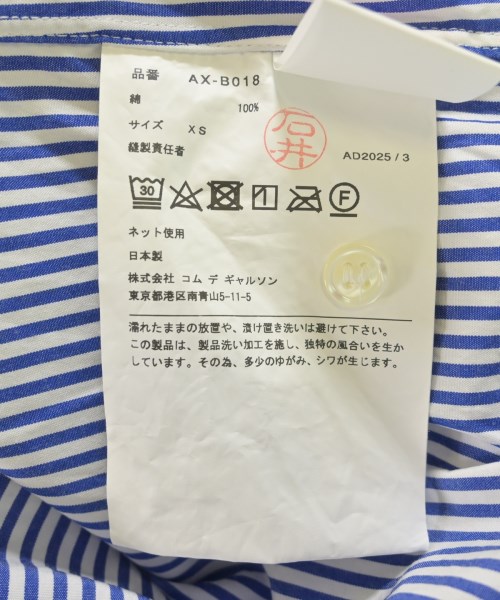 品番 AX-B018
綿 100%
サイズ XS
縫製責任者 石井 AD2025 / 3
30 1 F
ネット使用
日本製
株式会社 コム デ ギャルソン
東京都港区南青山5-11-5
濡れたままの放置や、漬け置き洗いは避けて下さい。
この製品は、製品洗い加工を施し、独特の風合いを生か
しています。その為、多少のゆがみ、シワが生じます。